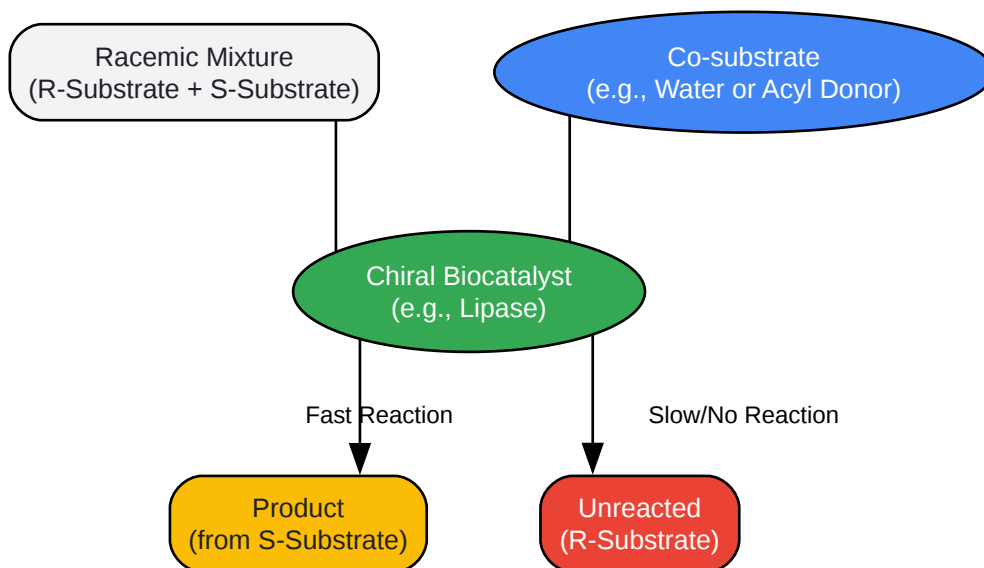 Racemic Mixture
(R-Substrate + S-Substrate)
Co-substrate
(e.g., Water or Acyl Donor)
Chiral Biocatalyst
(e.g., Lipase)
Fast Reaction
Slow/No Reaction
Product
(from S-Substrate)
Unreacted
(R-Substrate)